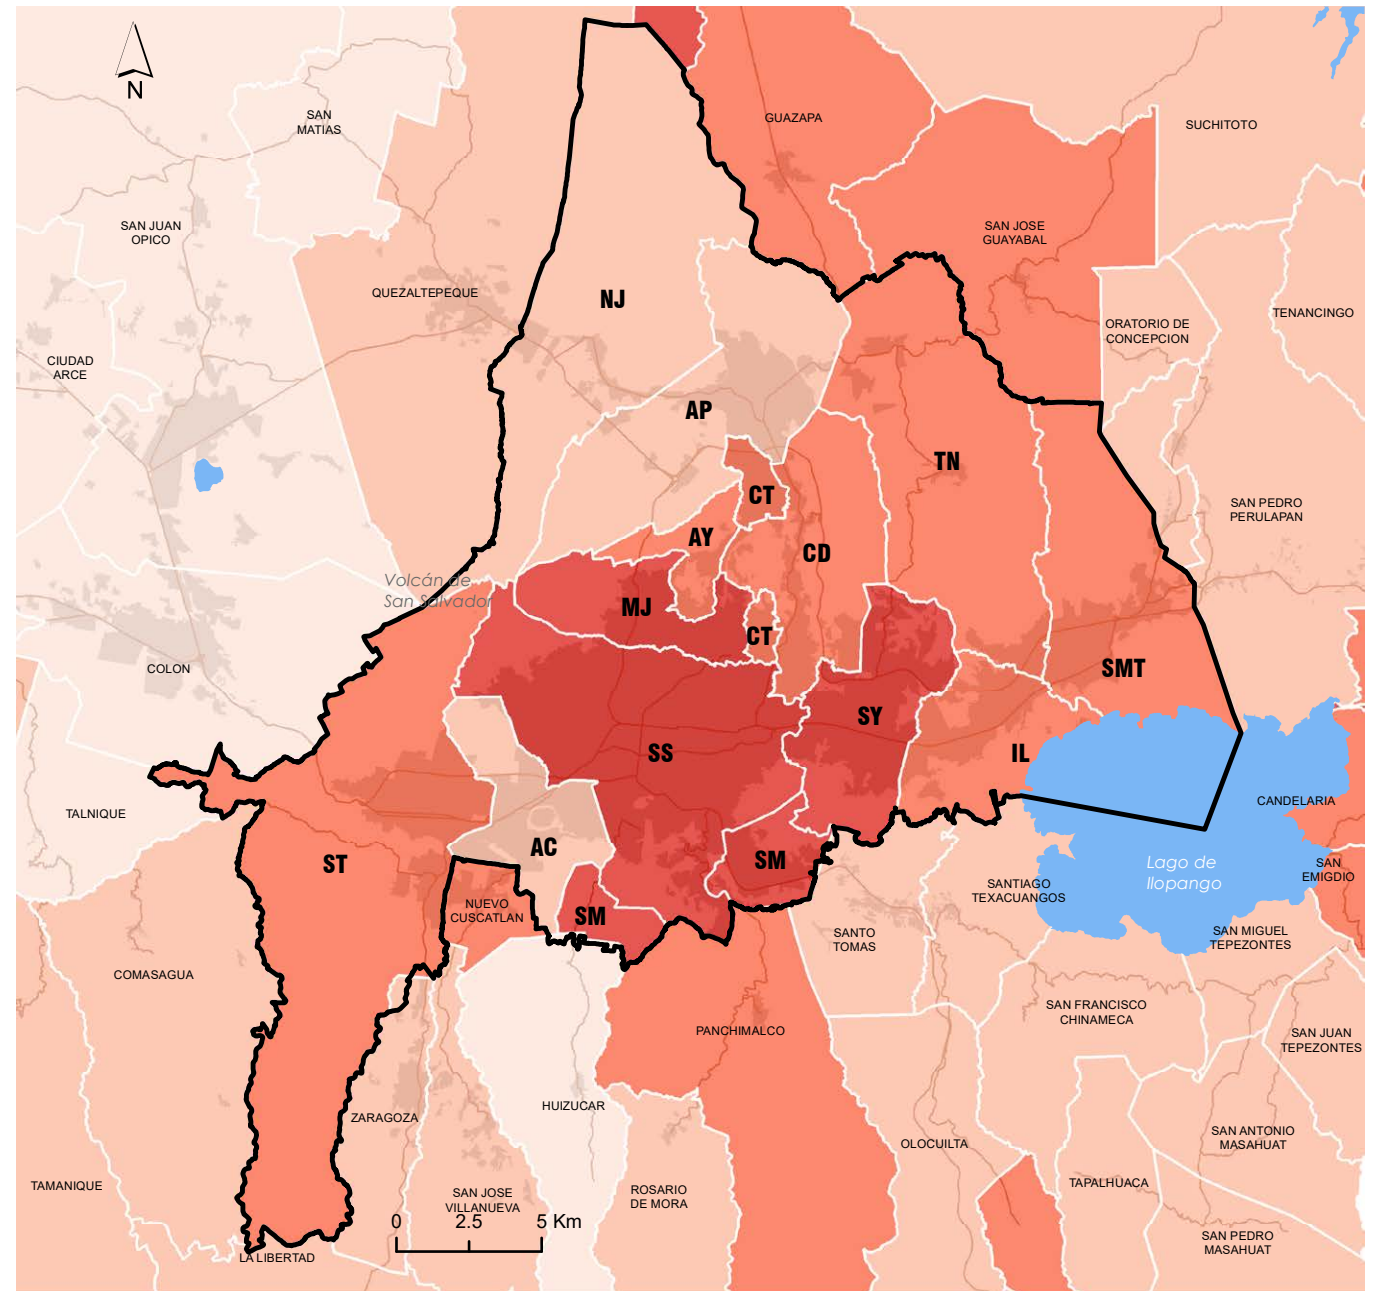 N
SAN
MATIAS
GUAZAPA
SUCHITOTO
SAN JUAN
OPICO
SAN JOSE
GUAYABAL
QUEZALTEPEQUE
NJ
TENANCINGO
ORATORIO DE
CONCEPCION
CIUDAD
ARCE
AP
TN
CT
SAN PEDRO
PERULAPAN
AY
CD
Volcán de
San Salvador
MJ
CT
COLON
SMT
SY
SS
IL
TALNIQUE
CANDELARIA
AC
ST
SM
Lago de
Ilopango
SAN
EMIGDIO
SANTIAGO
TEXACUANGOS
NUEVO
CUSCATLAN
SM
SANTO
TOMAS
SAN MIGUEL
TEPEZONTES
COMASAGUA
SAN FRANCISCO
CHINAMECA
PANCHIMALCO
SAN JUAN
TEPEZONTES
HUIZUCAR
ZARAGOZA
OLOCUILTA
SAN ANTONIO
MASAHUAT
TAMANIQUE
SAN JOSE
VILLANUEVA
ROSARIO
DE MORA
TAPALHUACA
0 2.5 5 Km
SAN PEDRO
MASAHUAT
LA LIBERTAD